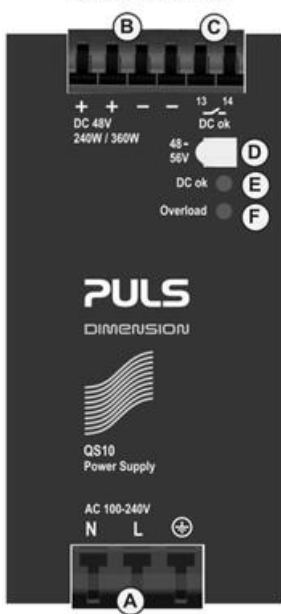 B C
+ + − − 13 14
DC 48V DC ok
240W / 360W
48 –
56V D
DC ok E
Overload F
PULS
DIMENSION
QS10
Power Supply
AC 100-240V
N L
A